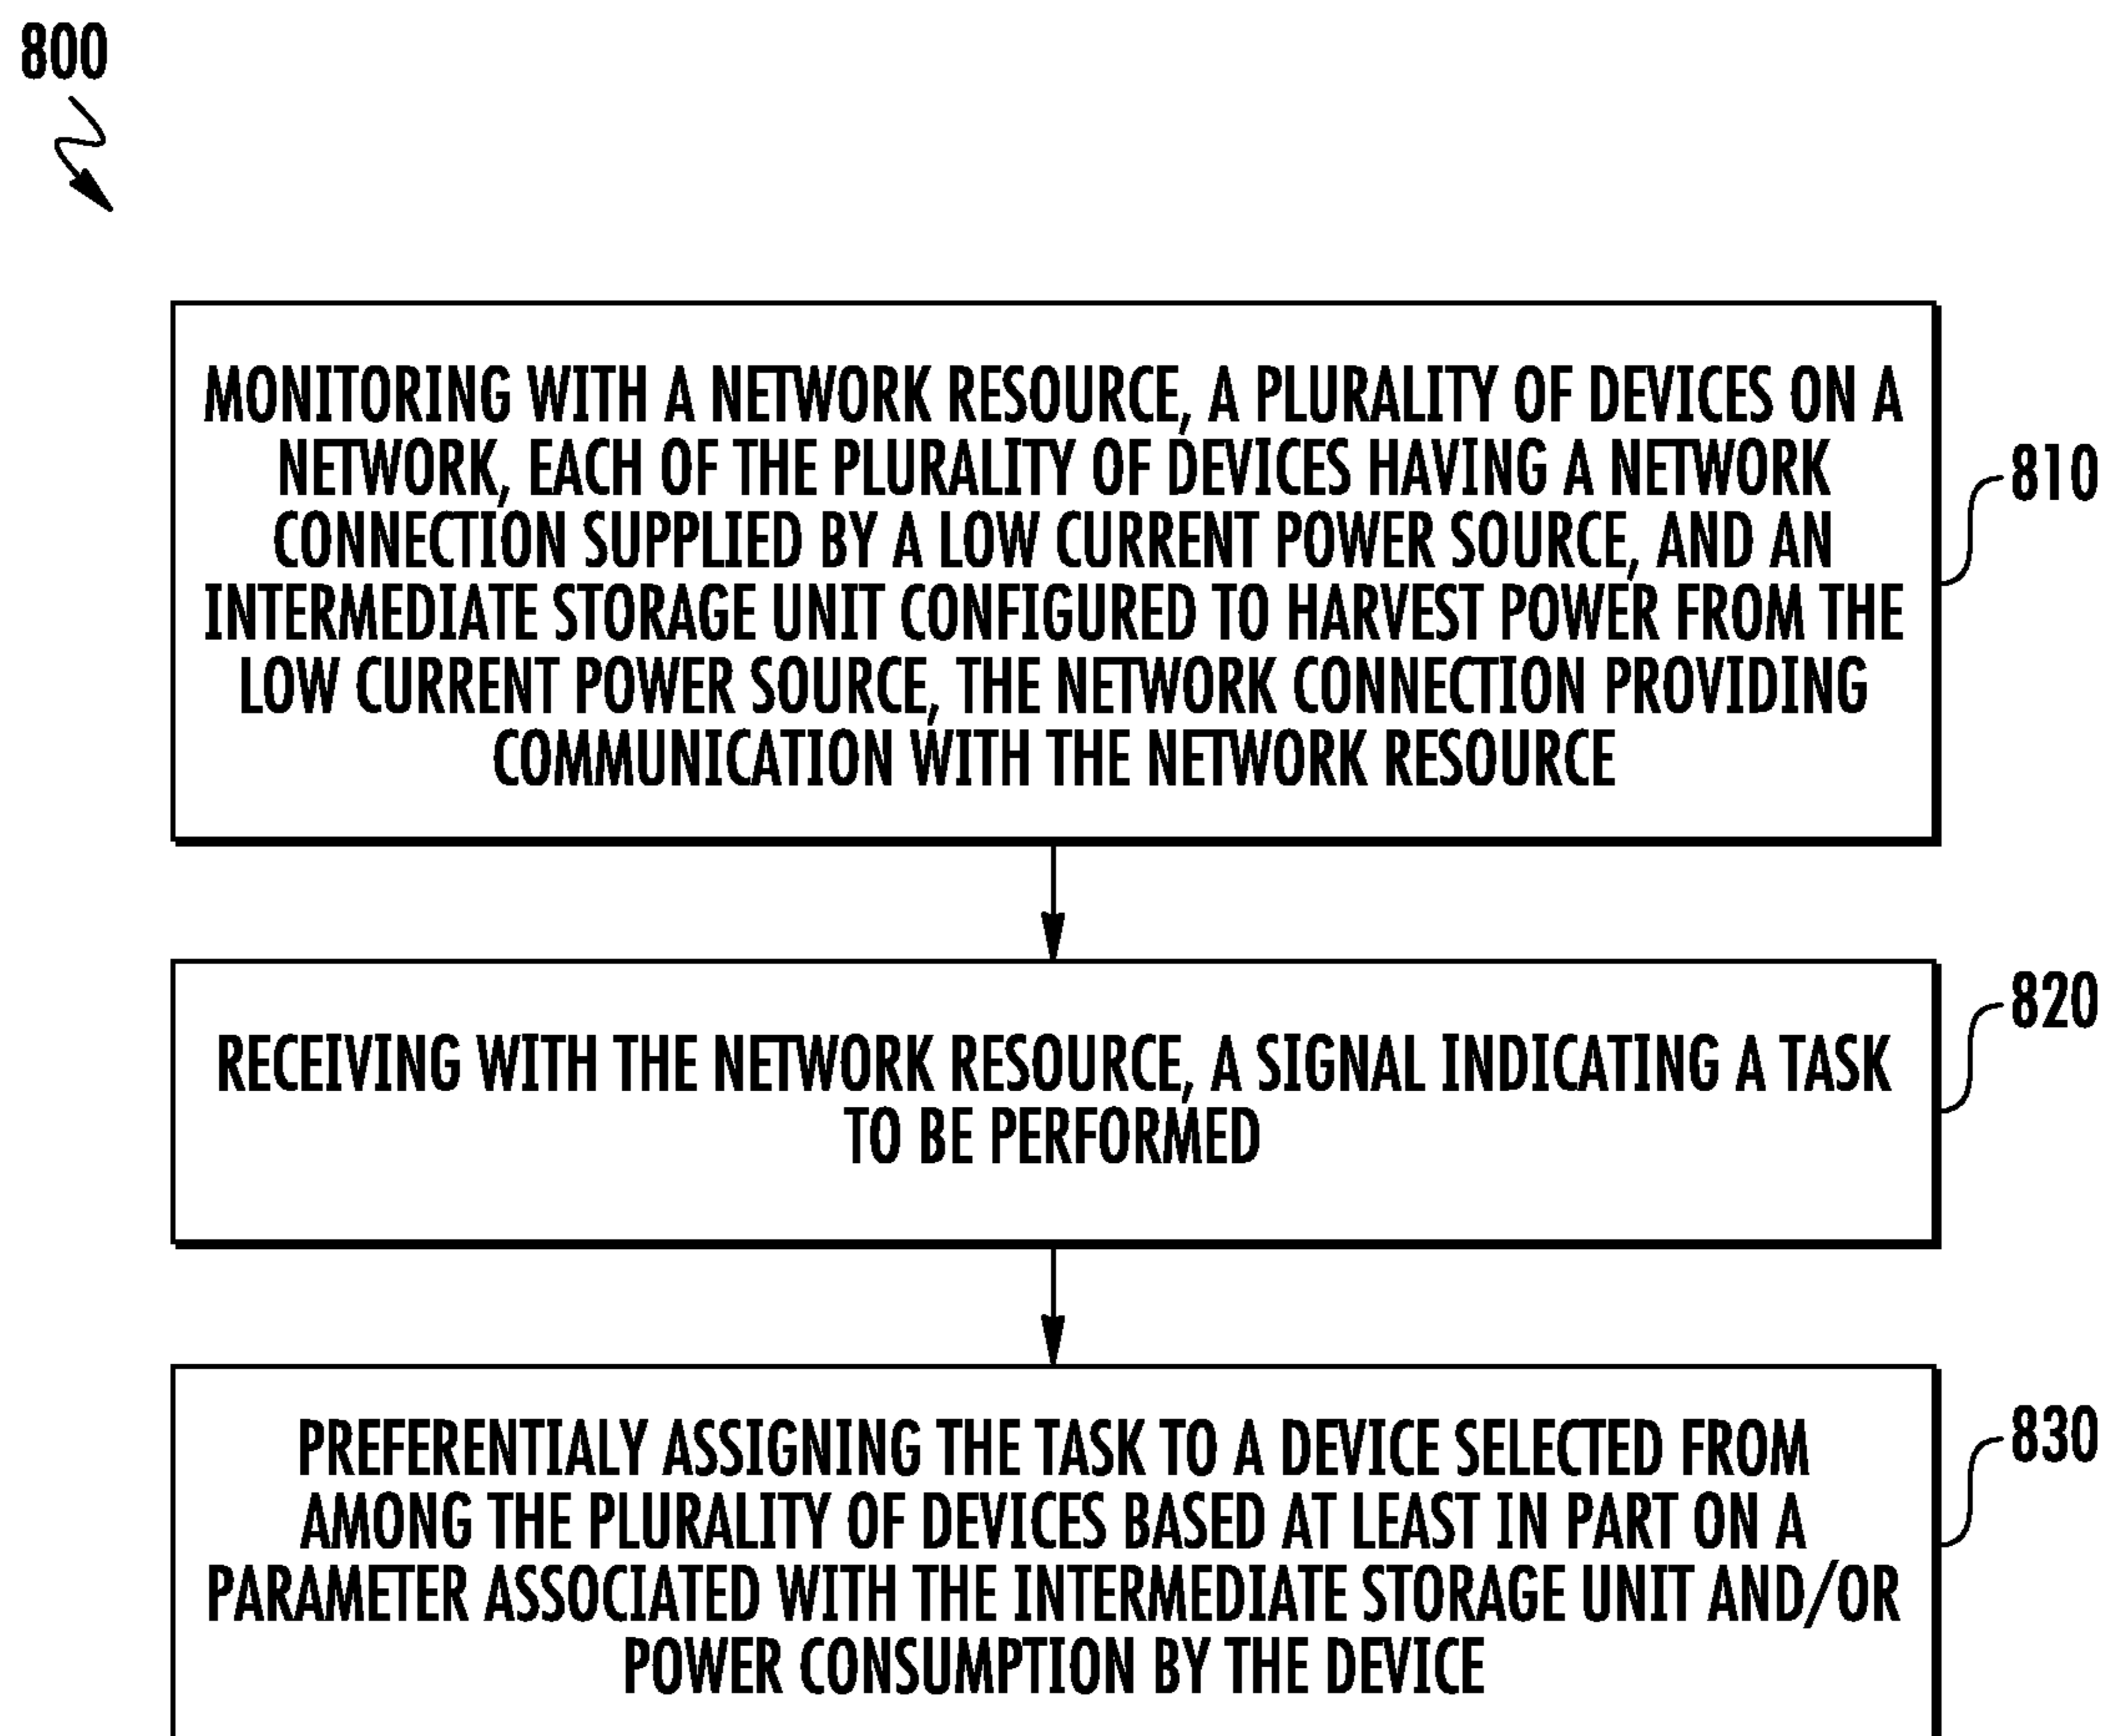 800
MONITORING WITH A NETWORK RESOURCE, A PLURALITY OF DEVICES ON A
NETWORK, EACH OF THE PLURALITY OF DEVICES HAVING A NETWORK
CONNECTION SUPPLIED BY A LOW CURRENT POWER SOURCE, AND AN
INTERMEDIATE STORAGE UNIT CONFIGURED TO HARVEST POWER FROM THE
LOW CURRENT POWER SOURCE, THE NETWORK CONNECTION PROVIDING
COMMUNICATION WITH THE NETWORK RESOURCE
810
RECEIVING WITH THE NETWORK RESOURCE, A SIGNAL INDICATING A TASK
TO BE PERFORMED
820
PREFERENTIALY ASSIGNING THE TASK TO A DEVICE SELECTED FROM
AMONG THE PLURALITY OF DEVICES BASED AT LEAST IN PART ON A
PARAMETER ASSOCIATED WITH THE INTERMEDIATE STORAGE UNIT AND/OR
POWER CONSUMPTION BY THE DEVICE
830